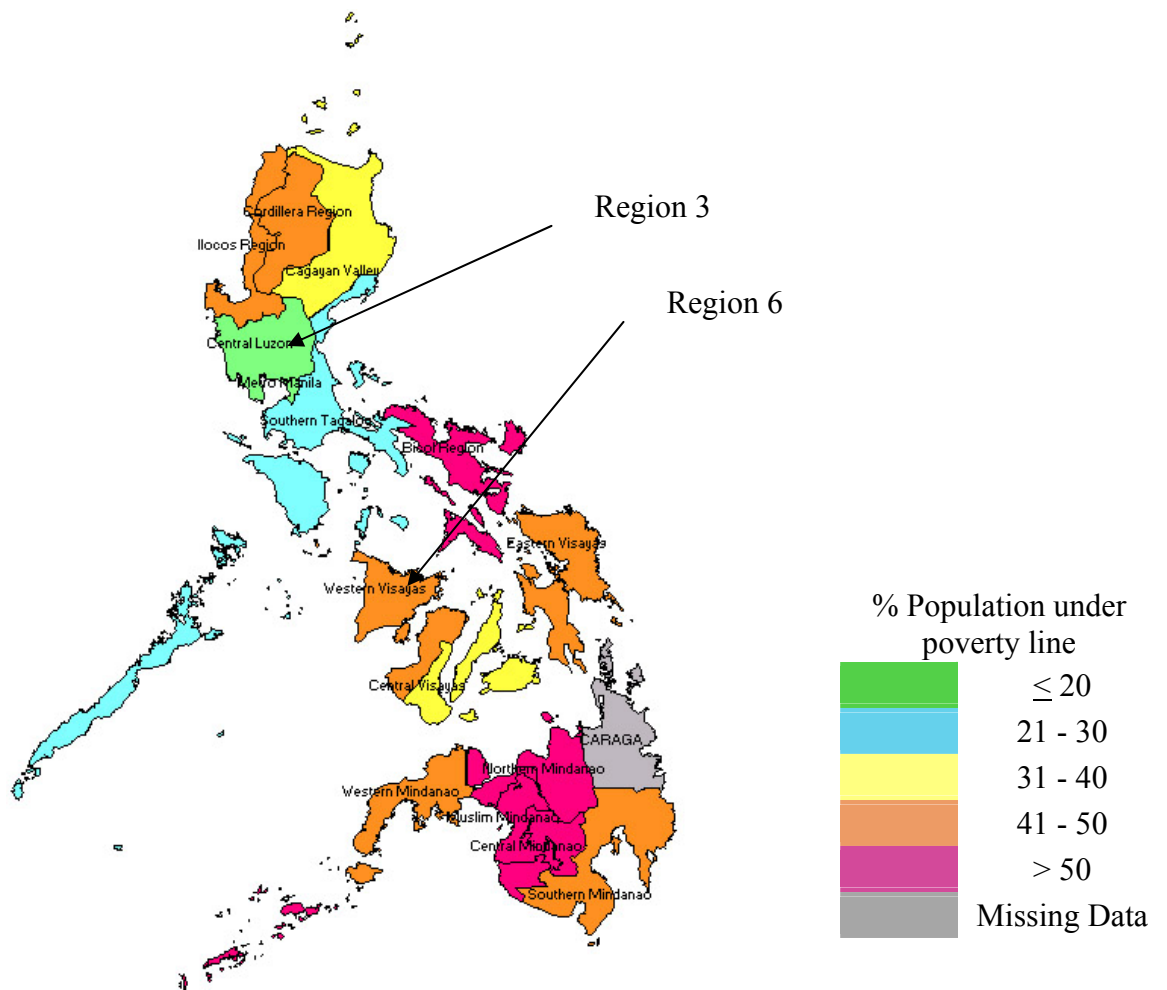 Region 3
Cordillera Region
Ilocos Region
Cagayan Valley
Region 6
Central Luzon
Metro Manila
Southern Tagalog
Bicol Region
Eastern Visayas
Western Visayas
Central Visayas
CARAGA
Northern Mindanao
Western Mindanao
Muslim Mindanao
Central Mindanao
Southern Mindanao
% Population under
poverty line
≤ 20
21 - 30
31 - 40
41 - 50
> 50
Missing Data